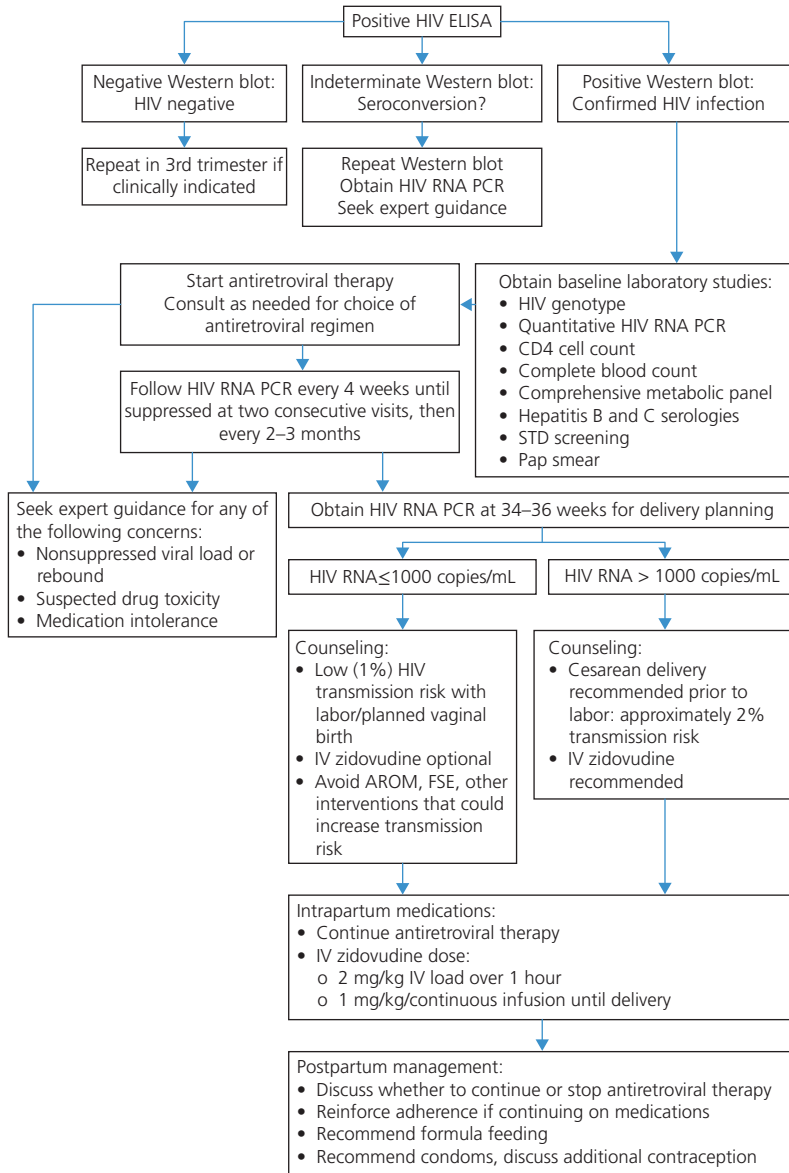 Positive HIV ELISA
Negative Western blot:
HIV negative
Indeterminate Western blot:
Seroconversion?
Positive Western blot:
Confirmed HIV infection
Repeat in 3rd trimester if
clinically indicated
Repeat Western blot
Obtain HIV RNA PCR
Seek expert guidance
Start antiretroviral therapy
Consult as needed for choice of
antiretroviral regimen
Obtain baseline laboratory studies:
• HIV genotype
• Quantitative HIV RNA PCR
• CD4 cell count
• Complete blood count
• Comprehensive metabolic panel
• Hepatitis B and C serologies
• STD screening
• Pap smear
Follow HIV RNA PCR every 4 weeks until
suppressed at two consecutive visits, then
every 2–3 months
Seek expert guidance for any of
the following concerns:
• Nonsuppressed viral load or
rebound
• Suspected drug toxicity
• Medication intolerance
Obtain HIV RNA PCR at 34–36 weeks for delivery planning
HIV RNA≤1000 copies/mL
HIV RNA > 1000 copies/mL
Counseling:
• Low (1%) HIV
transmission risk with
labor/planned vaginal
birth
• IV zidovudine optional
• Avoid AROM, FSE, other
interventions that could
increase transmission
risk
Counseling:
• Cesarean delivery
recommended prior to
labor: approximately 2%
transmission risk
• IV zidovudine
recommended
Intrapartum medications:
• Continue antiretroviral therapy
• IV zidovudine dose:
o 2 mg/kg IV load over 1 hour
o 1 mg/kg/continuous infusion until delivery
Postpartum management:
• Discuss whether to continue or stop antiretroviral therapy
• Reinforce adherence if continuing on medications
• Recommend formula feeding
• Recommend condoms, discuss additional contraception